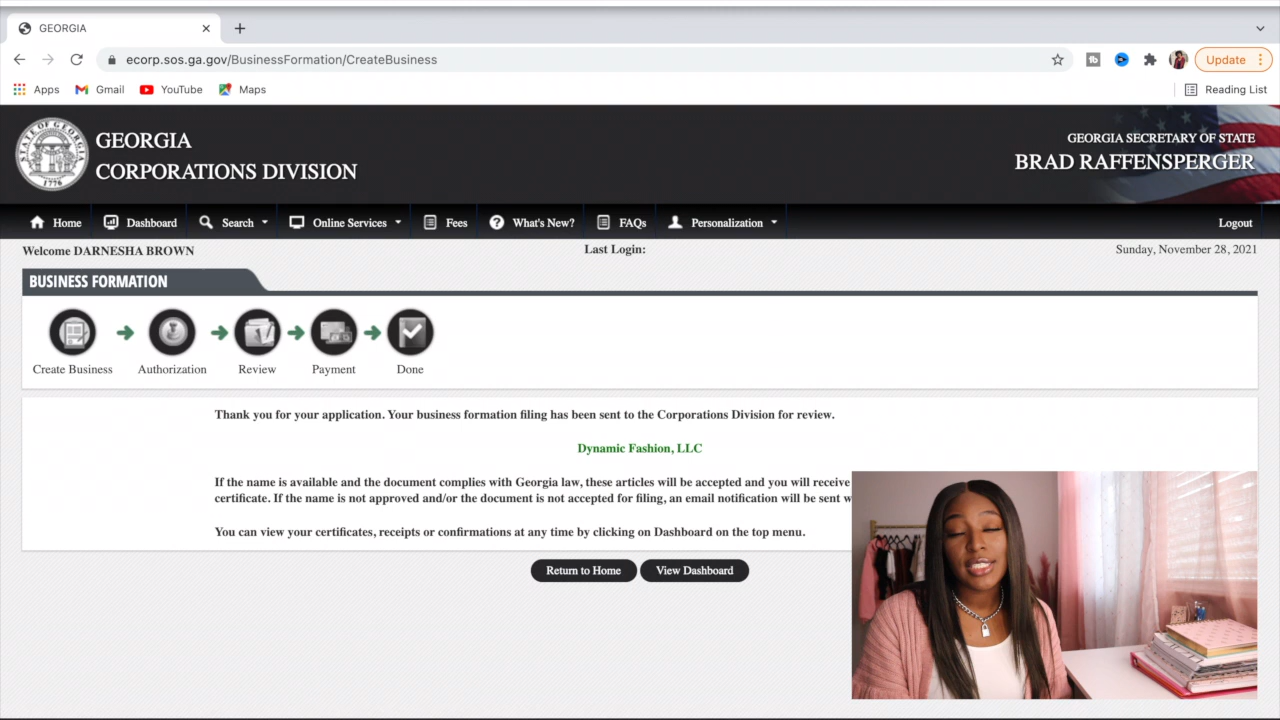 GEORGIA
ecorp.sos.ga.gov/BusinessFormation/CreateBusiness
Update
Apps Gmail YouTube Maps Reading List
STATE OF GEORGIA
1776
GEORGIA
CORPORATIONS DIVISION
GEORGIA SECRETARY OF STATE
BRAD RAFFENSPERGER
Home Dashboard Search Online Services Fees What's New? FAQs Personalization Logout
Welcome DARNESHA BROWN Last Login: Sunday, November 28, 2021
BUSINESS FORMATION
Create Business Authorization Review Payment Done
Thank you for your application. Your business formation filing has been sent to the Corporations Division for review.
Dynamic Fashion, LLC
If the name is available and the document complies with Georgia law, these articles will be accepted and you will receive
certificate. If the name is not approved and/or the document is not accepted for filing, an email notification will be sent w
You can view your certificates, receipts or confirmations at any time by clicking on Dashboard on the top menu.
Return to Home View Dashboard